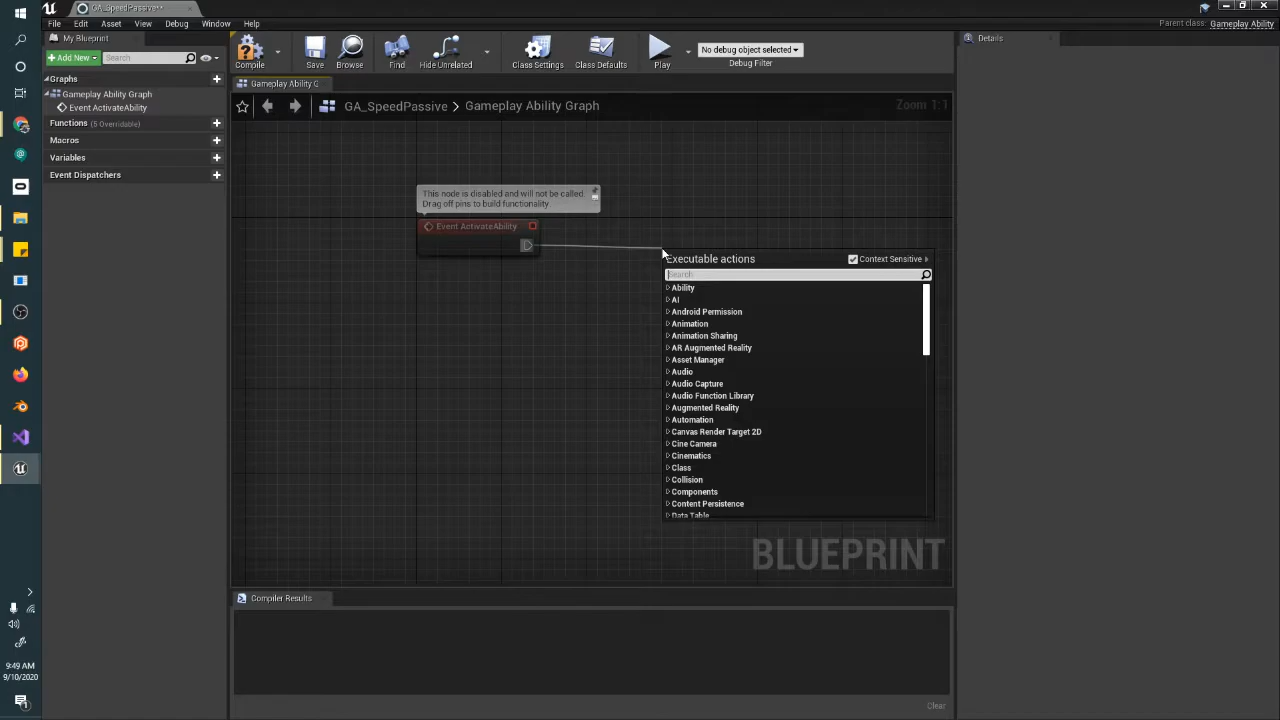 GA_SpeedPassive*
File Edit Asset View Debug Window Help
Parent class: Gameplay Ability
My Blueprint
Details
Add New
Search
Compile
Save
Browse
Find
Hide Unrelated
Class Settings
Class Defaults
Play
No debug object selected
Debug Filter
Graphs
Gameplay Ability Graph
Event ActivateAbility
Functions (5 Overridable)
Macros
Variables
Event Dispatchers
Gameplay Ability G
GA_SpeedPassive > Gameplay Ability Graph
Zoom 1:1
This node is disabled and will not be called.
Drag off pins to build functionality.
Event ActivateAbility
Executable actions
Context Sensitive
Search
Ability
AI
Android Permission
Animation
Animation Sharing
AR Augmented Reality
Asset Manager
Audio
Audio Capture
Audio Function Library
Augmented Reality
Automation
Canvas Render Target 2D
Cine Camera
Cinematics
Class
Collision
Components
Content Persistence
Data Table
BLUEPRINT
Compiler Results
Clear
9:49 AM
9/10/2020